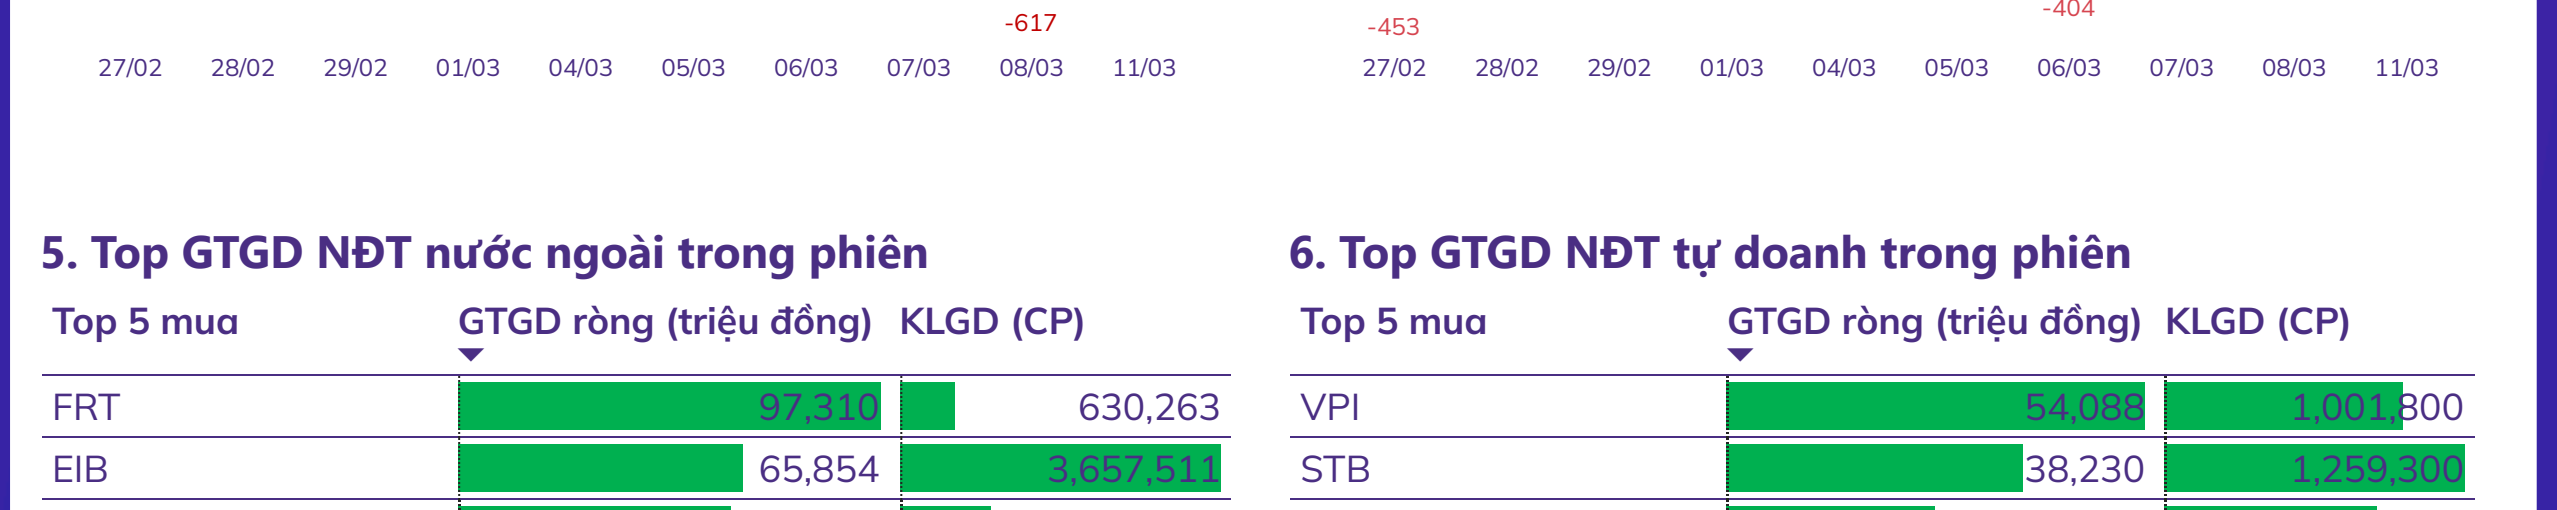 -617
27/02 28/02 29/02 01/03 04/03 05/03 06/03 07/03 08/03 11/03
-453 -404
27/02 28/02 29/02 01/03 04/03 05/03 06/03 07/03 08/03 11/03
5. Top GTGD NĐT nước ngoài trong phiên
Top 5 mua GTGD ròng (triệu đồng) KLGD (CP)
FRT 97,310 630,263
EIB 65,854 3,657,511
6. Top GTGD NĐT tự doanh trong phiên
Top 5 mua GTGD ròng (triệu đồng) KLGD (CP)
VPI 54,088 1,001,800
STB 38,230 1,259,300